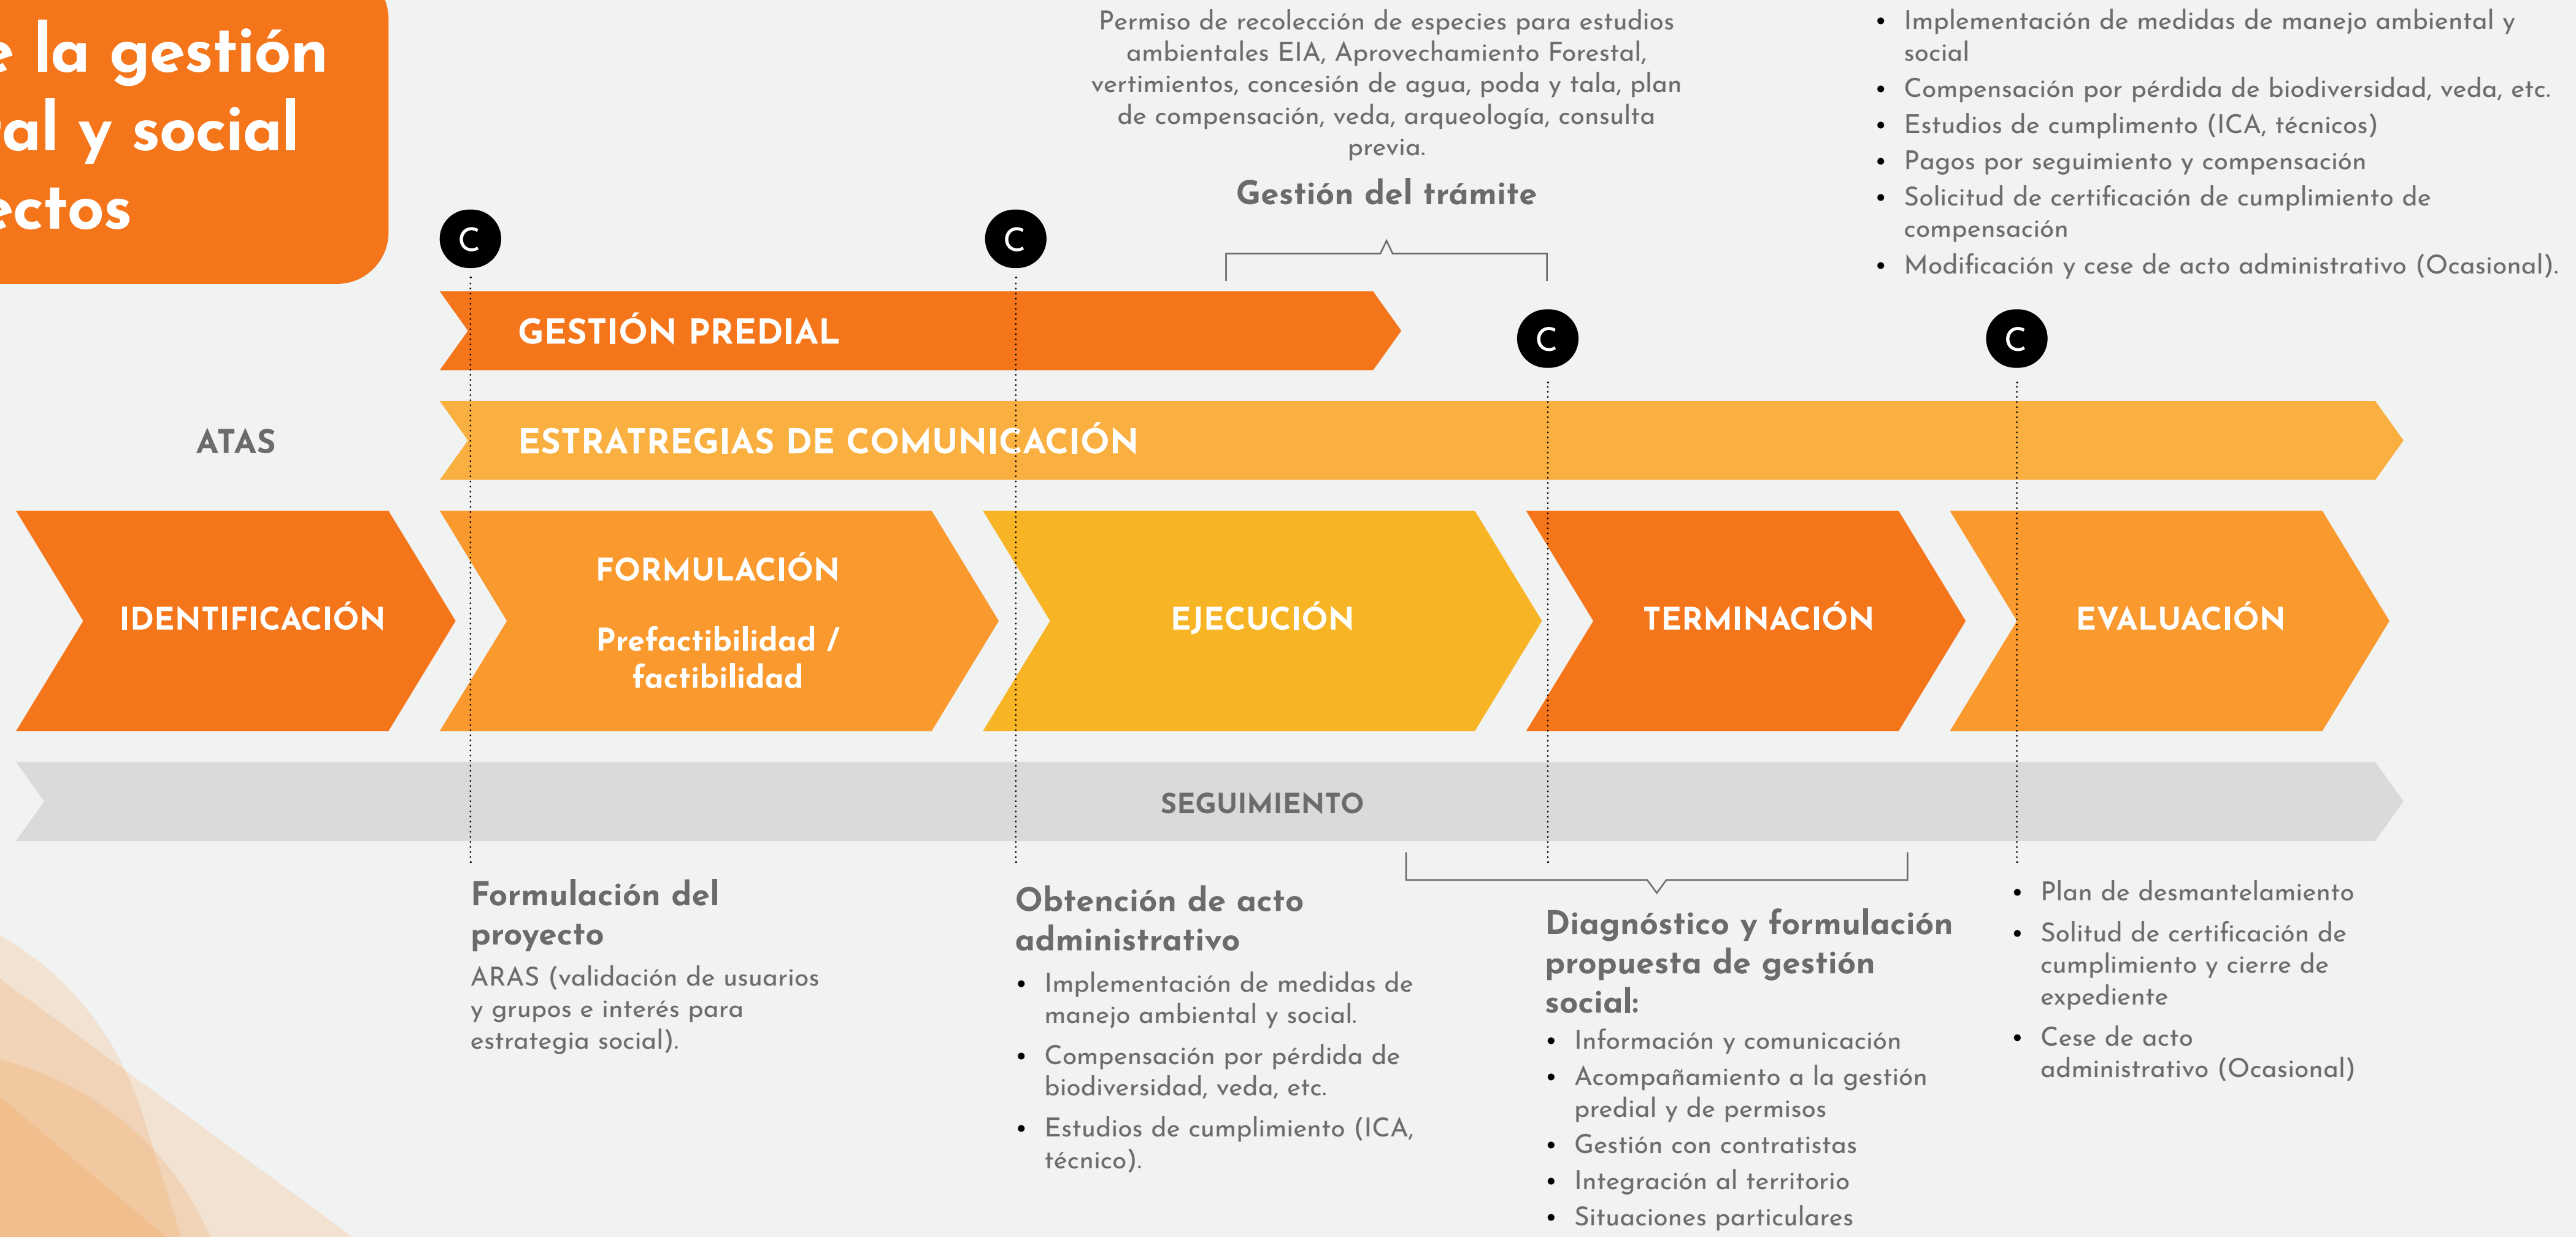 la gestión
y social
Permiso de recolección de especies para estudios
ambientales EIA, Aprovechamiento Forestal,
vertimientos, concesión de agua, poda y tala, plan
de compensación, veda, arqueología, consulta
previa.
Gestión del trámite
• Implementación de medidas de manejo ambiental y
social
• Compensación por pérdida de biodiversidad, veda, etc.
• Estudios de cumplimento (ICA, técnicos)
• Pagos por seguimiento y compensación
• Solicitud de certificación de cumplimiento de
compensación
• Modificación y cese de acto administrativo (Ocasional).
C
C
C
C
GESTIÓN PREDIAL
ATAS
ESTRATREGIAS DE COMUNICACIÓN
IDENTIFICACIÓN
FORMULACIÓN
Prefactibilidad /
factibilidad
EJECUCIÓN
TERMINACIÓN
EVALUACIÓN
SEGUIMIENTO
Formulación del
proyecto
ARAS (validación de usuarios
y grupos e interés para
estrategia social).
Obtención de acto
administrativo
• Implementación de medidas de
manejo ambiental y social.
• Compensación por pérdida de
biodiversidad, veda, etc.
• Estudios de cumplimiento (ICA,
técnico).
Diagnóstico y formulación
propuesta de gestión
social:
• Información y comunicación
• Acompañamiento a la gestión
predial y de permisos
• Gestión con contratistas
• Integración al territorio
• Situaciones particulares
• Plan de desmantelamiento
• Solitud de certificación de
cumplimiento y cierre de
expediente
• Cese de acto
administrativo (Ocasional)